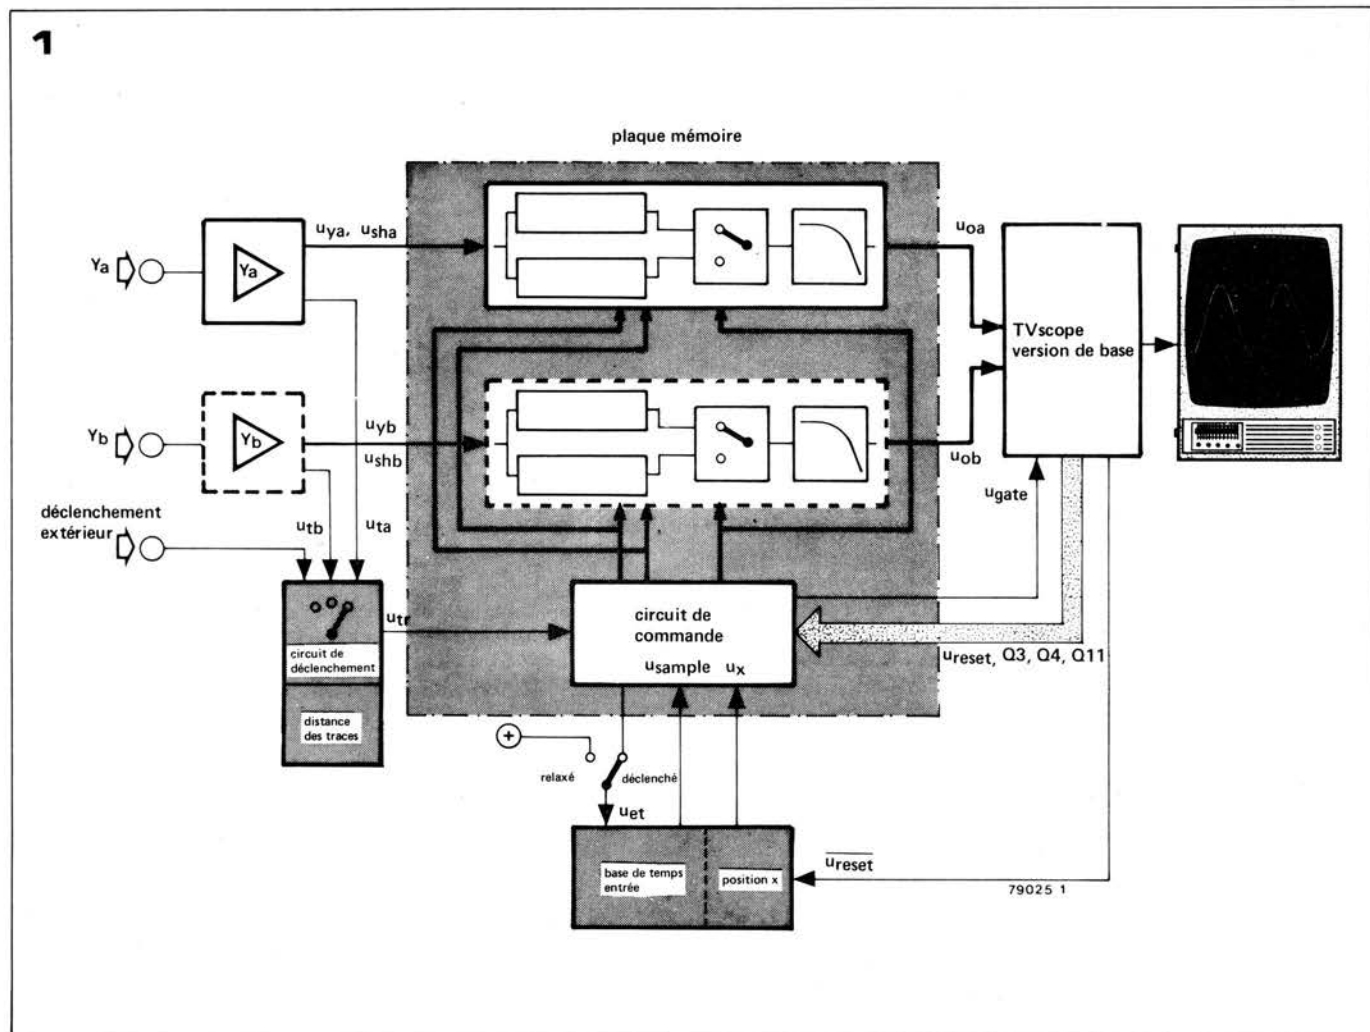 1
plaque mémoire
Ya
Ya
uya, usha
uoa
TVscope
version de base
Yb
Yb
uyb
ushb
uob
ugate
déclenchement
extérieur
utb
uta
circuit de
déclenchement
utr
distance
des traces
circuit de
commande
usample ux
ureset, Q3, Q4, Q11
+
relaxé
déclenché
uet
base de temps
entrée
position x
ureset
79025 1